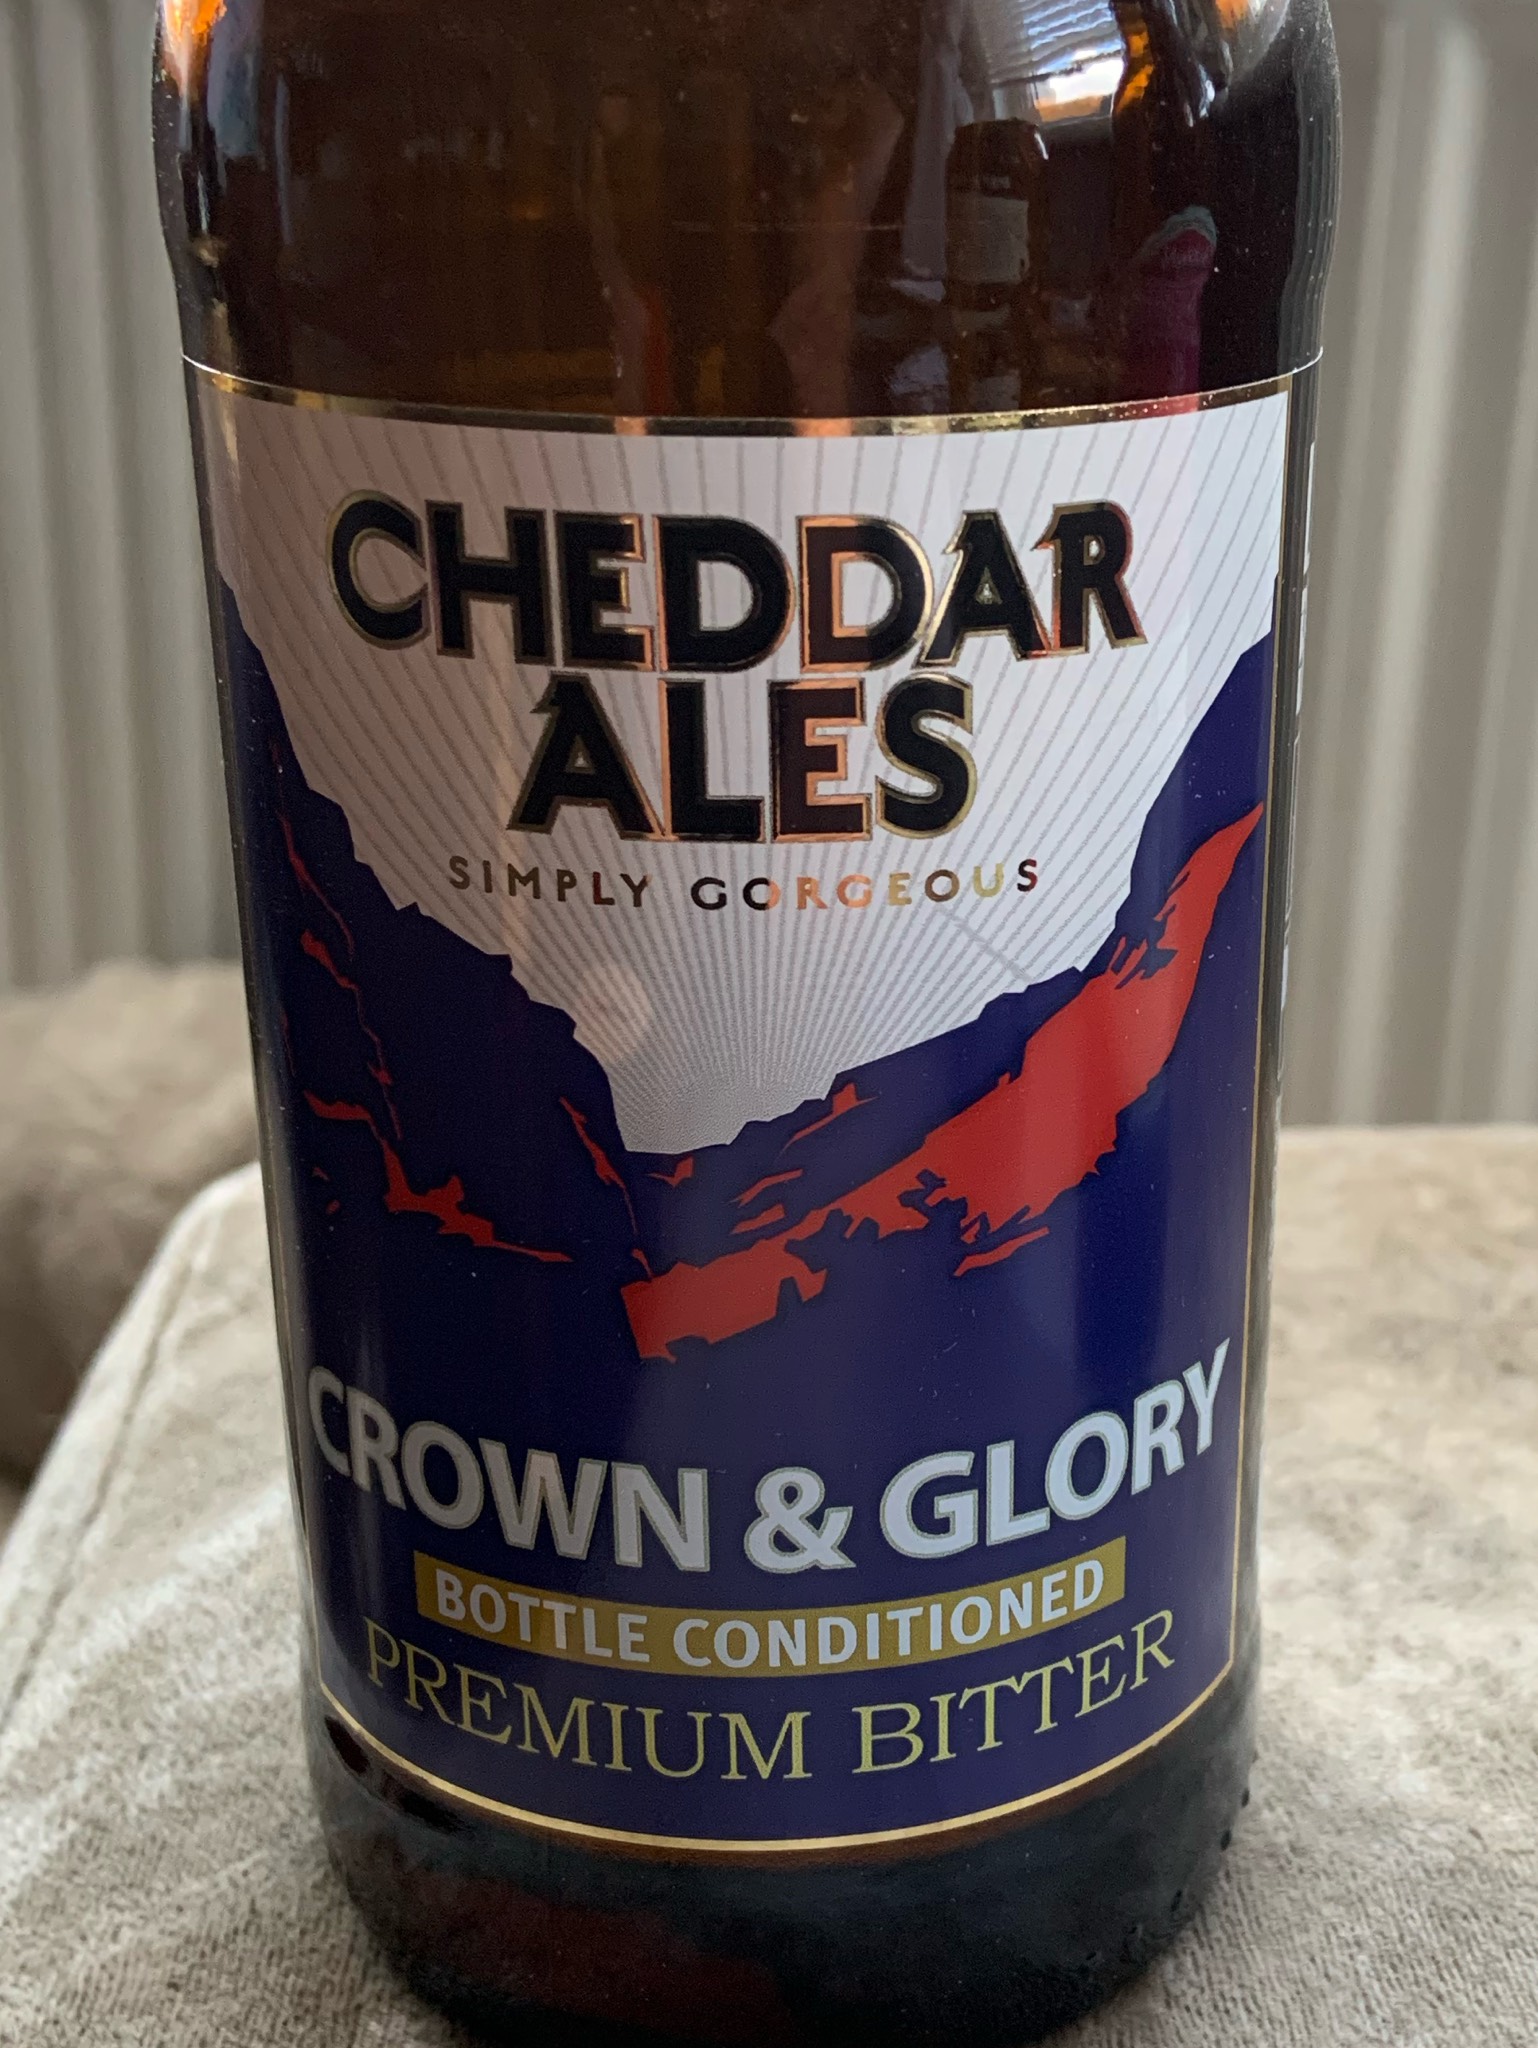 CHEDDAR
ALES
SIMPLY GORGEOUS
CROWN & GLORY
BOTTLE CONDITIONED
PREMIUM BITTER